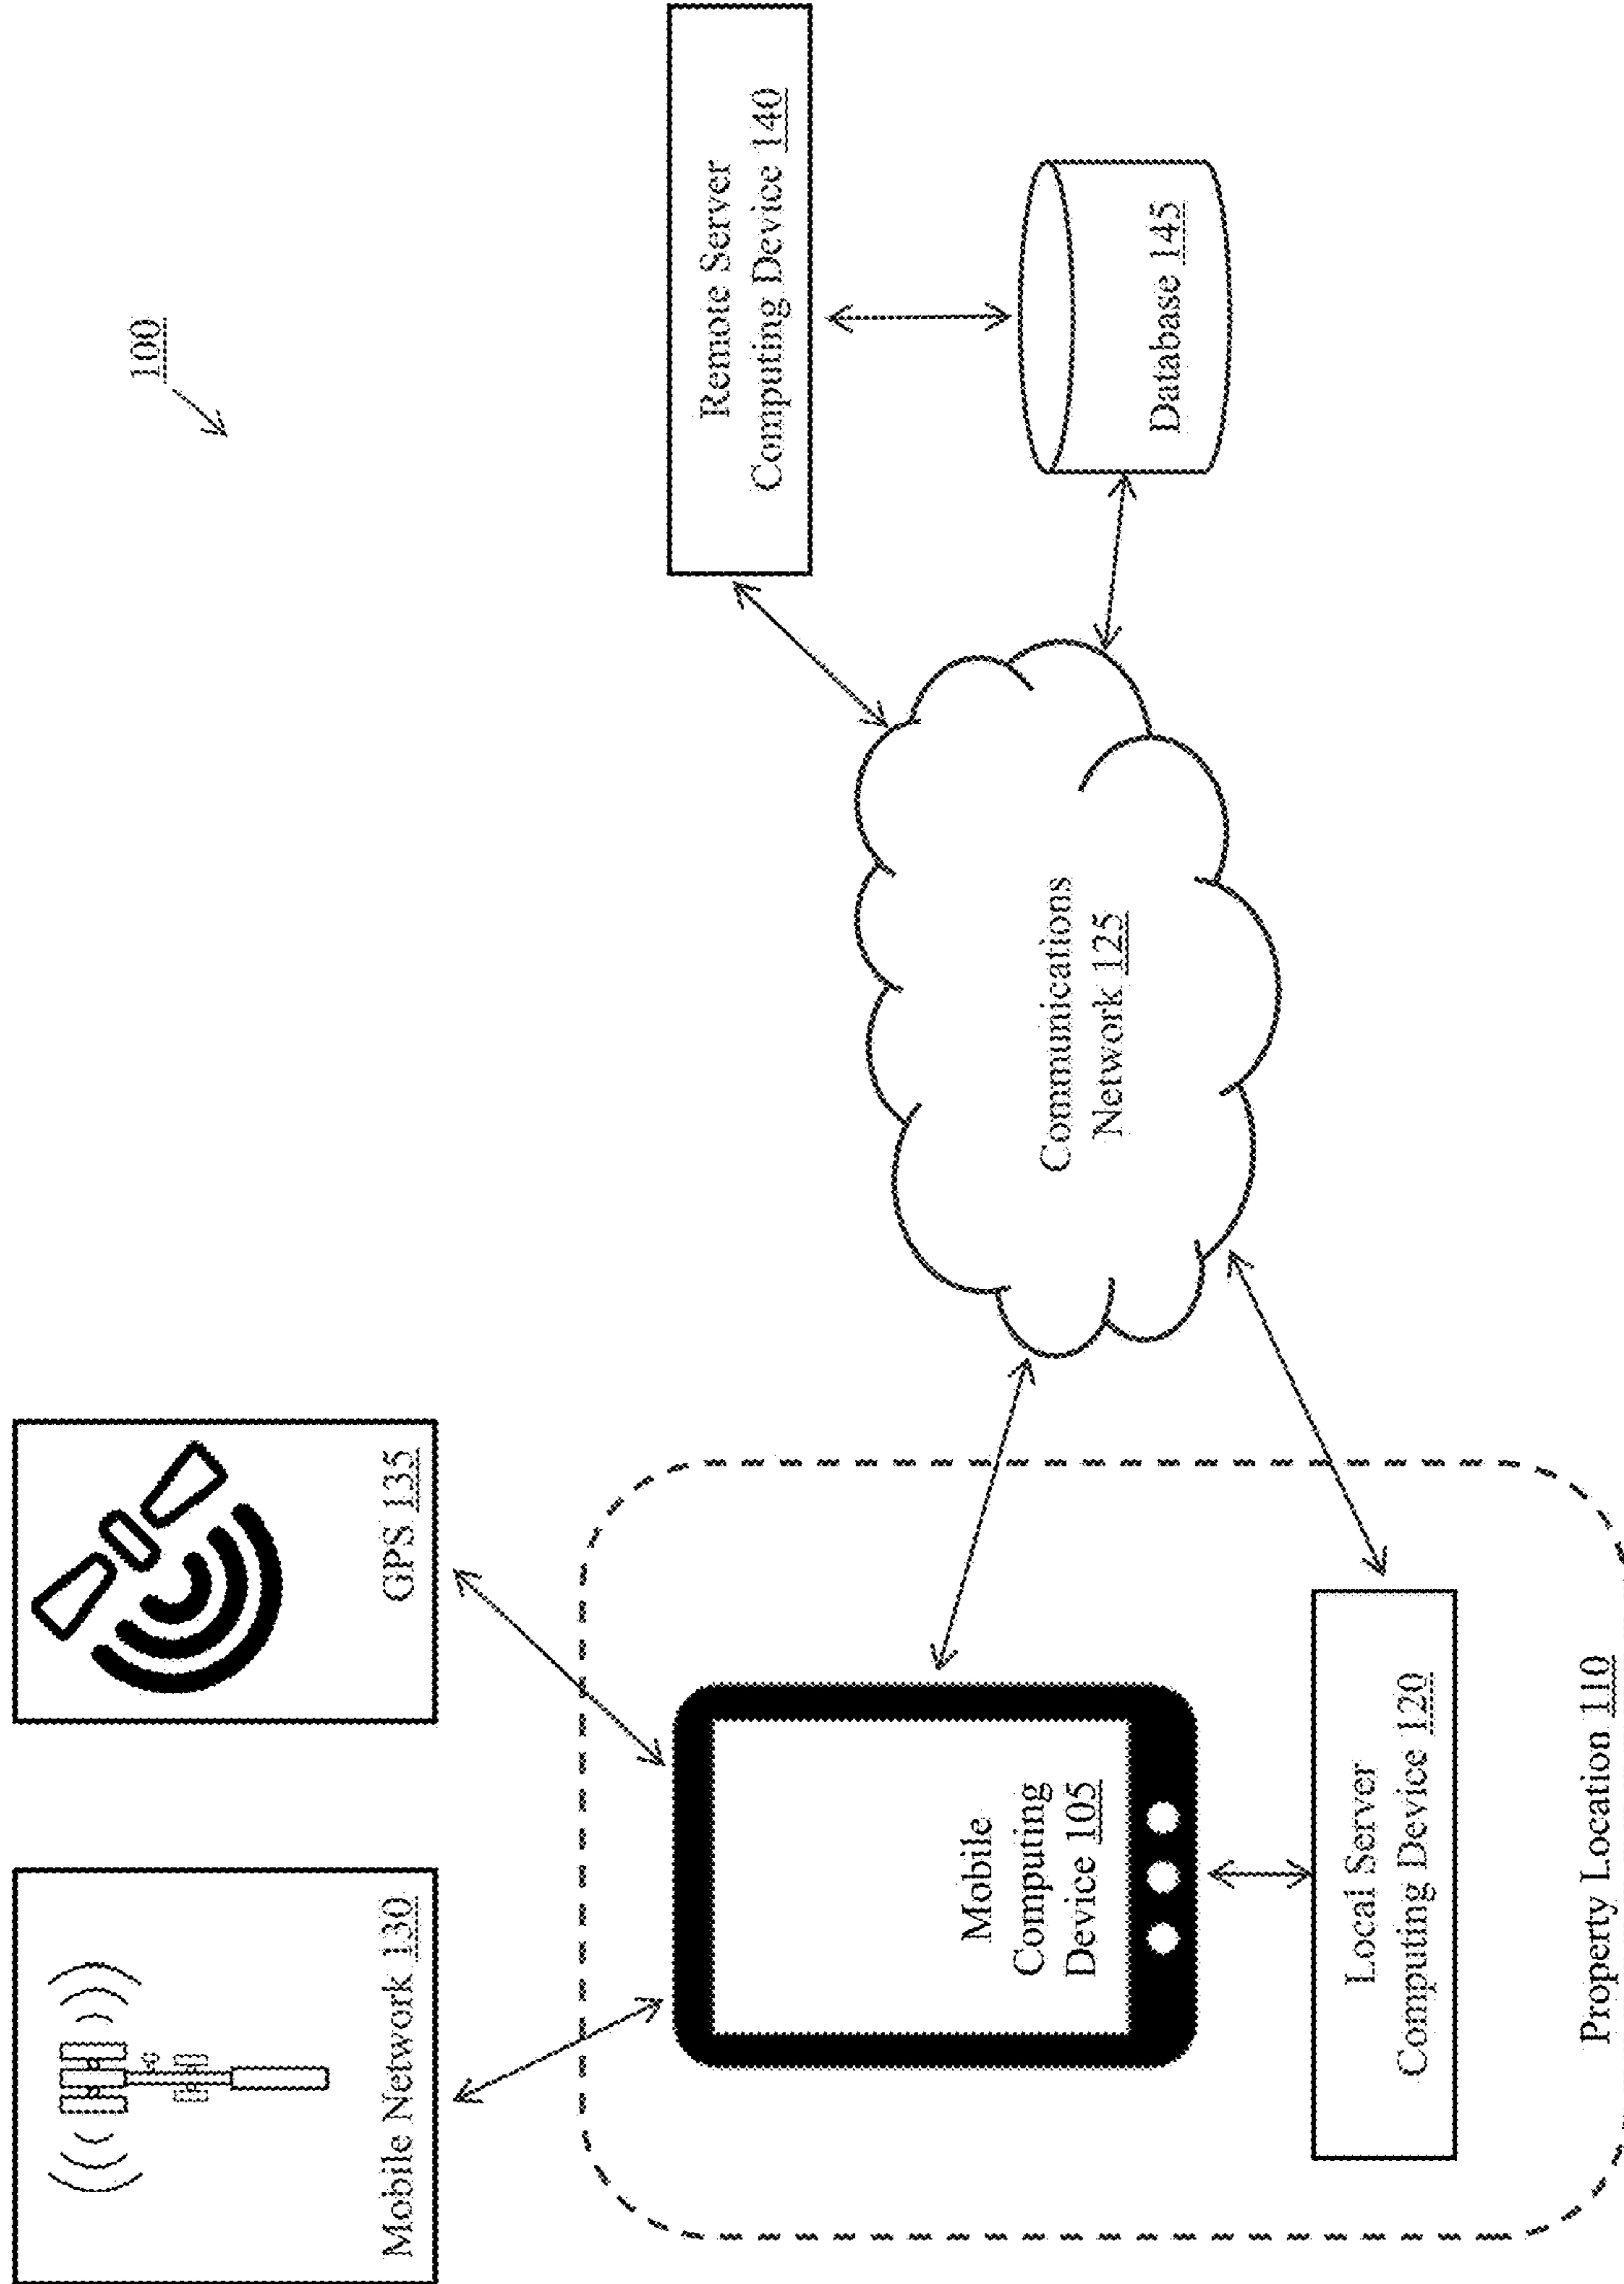 100
Mobile Network 130
GPS 135
Remote Server
Computing Device 140
Mobile
Computing
Device 105
Communications
Network 125
Database 145
Local Server
Computing Device 120
Property Location 110